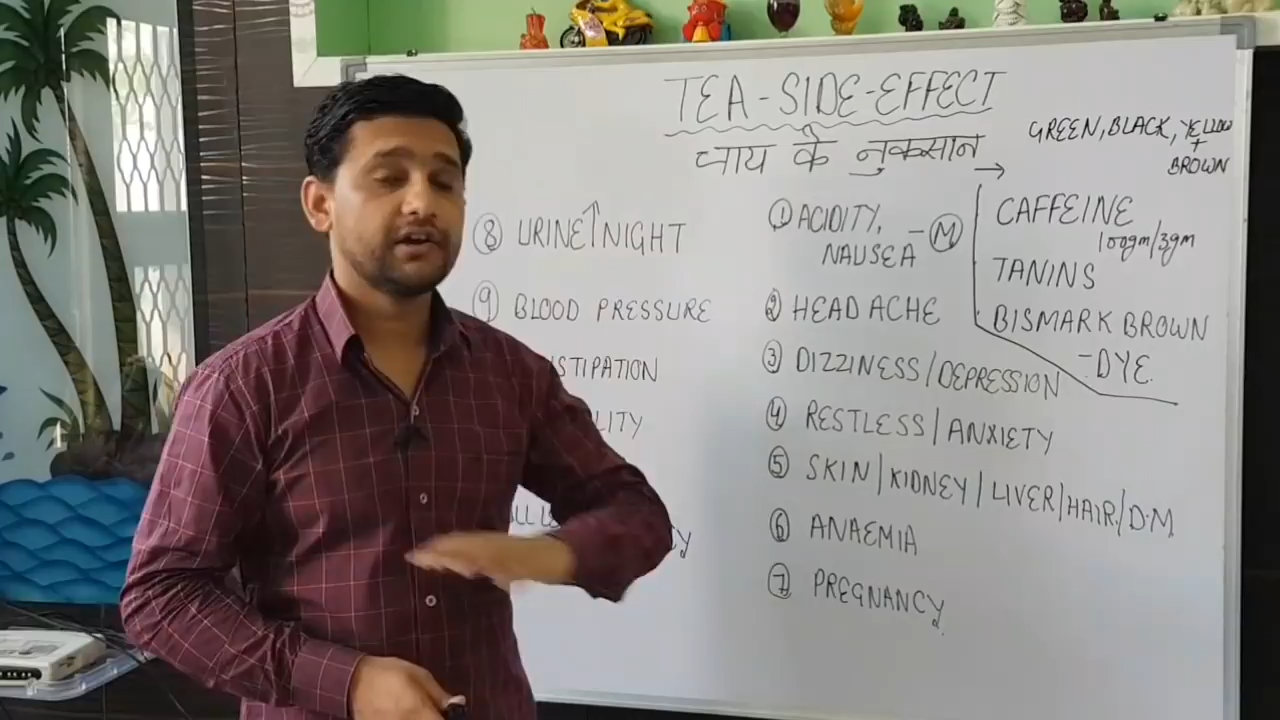 TEA-SIDE-EFFECT
चाय के नुकसान →
GREEN, BLACK, YELLOW
+
BROWN
CAFFEINE
100gm/3gm
TANINS
BISMARK BROWN
-DYE.
① ACIDITY,
NAUSEA - Ⓜ
② HEAD ACHE
③ DIZZINESS/DEPRESSION
④ RESTLESS/ANXIETY
⑤ SKIN/KIDNEY/LIVER/HAIR/D.M.
⑥ ANAEMIA
⑦ PREGNANCY
⑧ URINE↑NIGHT
⑨ BLOOD PRESSURE
STIPATION
LITY